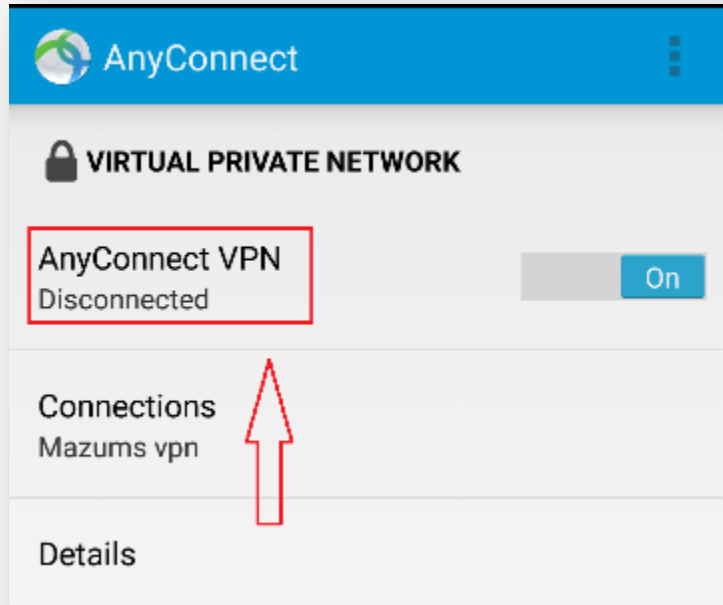 AnyConnect
VIRTUAL PRIVATE NETWORK
AnyConnect VPN
Disconnected
On
Connections
Mazums vpn
Details